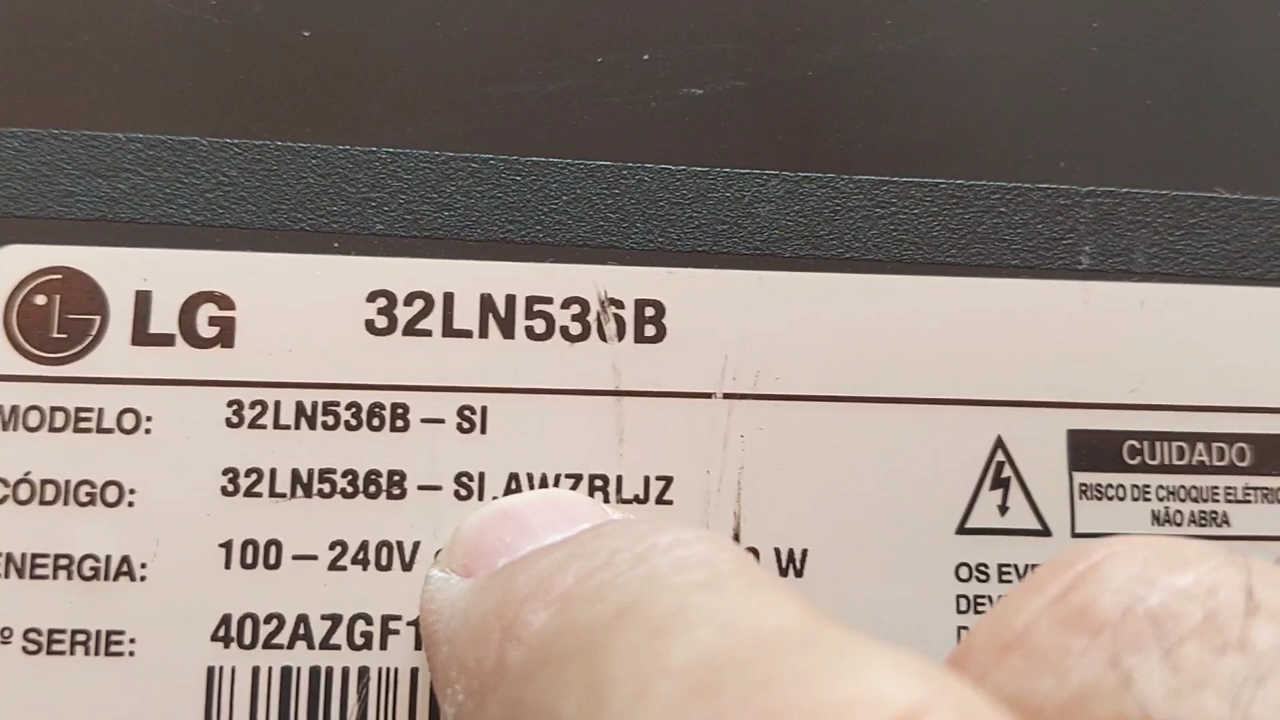 LG 32LN536B
MODELO: 32LN536B-SI
CÓDIGO: 32LN536B-SI.AWZRLJZ
ENERGIA: 100-240V W
º SERIE: 402AZGF1
CUIDADO
RISCO DE CHOQUE ELÉTRIC
NÃO ABRA
OS EV
DEV